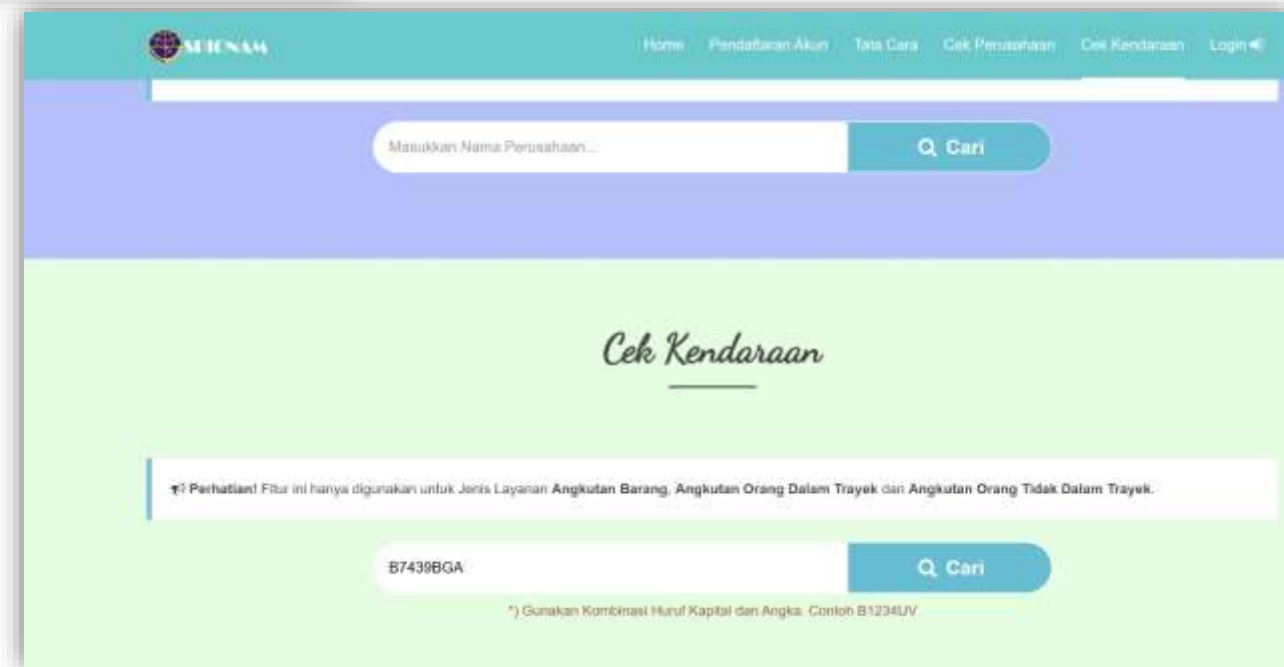 SPIONAM
Home Pendaftaran Akun Tata Cara Cek Perusahaan Cek Kendaraan Login
Masukkan Nama Perusahaan...
Cari
Cek Kendaraan
Perhatian! Fitur ini hanya digunakan untuk Jenis Layanan Angkutan Barang, Angkutan Orang Dalam Trayek dan Angkutan Orang Tidak Dalam Trayek.
B7439BGA
Cari
*) Gunakan Kombinasi Huruf Kapital dan Angka. Contoh B1234UV